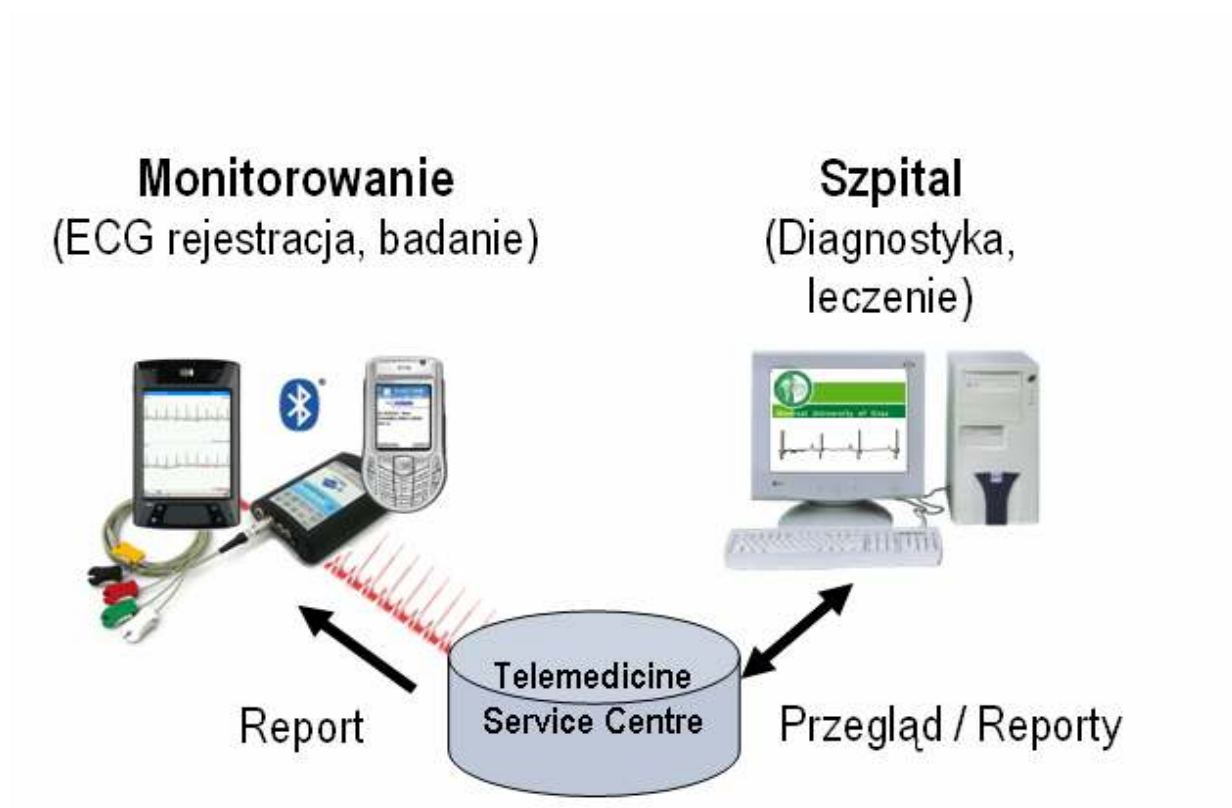 Monitorowanie
(ECG rejestracja, badanie)
Szpital
(Diagnostyka,
leczenie)
Telemedicine
Service Centre
Report
Przegląd / Reporty